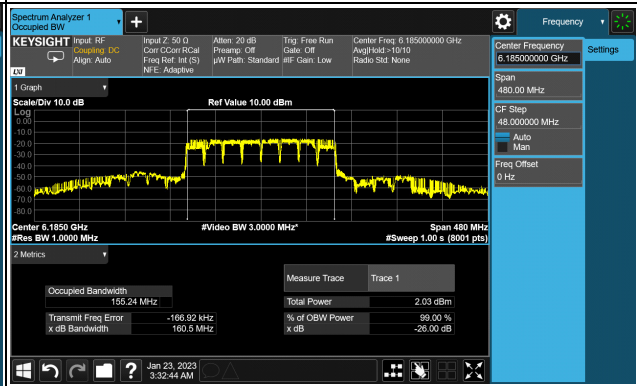 Spectrum Analyzer 1
Occupied BW
+
Frequency
KEYSIGHT
Input: RF
Coupling: DC
Align: Auto
Input Z: 50 Ω
Corr CCorr RCal
Freq Ref: Int (S)
NFE: Adaptive
Atten: 20 dB
Preamp: Off
µW Path: Standard
Trig: Free Run
Gate: Off
#IF Gain: Low
Center Freq: 6.185000000 GHz
Avg|Hold:>10/10
Radio Std: None
LXI
Center Frequency
6.185000000 GHz
Settings
Span
480.00 MHz
CF Step
48.000000 MHz
Auto
Man
Freq Offset
0 Hz
1 Graph
Scale/Div 10.0 dB
Ref Value 10.00 dBm
Log
0.00
-10.0
-20.0
-30.0
-40.0
-50.0
-60.0
-70.0
-80.0
Center 6.1850 GHz
#Video BW 3.0000 MHz*
Span 480 MHz
#Res BW 1.0000 MHz
#Sweep 1.00 s (8001 pts)
2 Metrics
Measure Trace
Trace 1
Occupied Bandwidth
155.24 MHz
Total Power
2.03 dBm
Transmit Freq Error
-166.92 kHz
% of OBW Power
99.00 %
x dB Bandwidth
160.5 MHz
x dB
-26.00 dB
?
Jan 23, 2023
3:32:44 AM